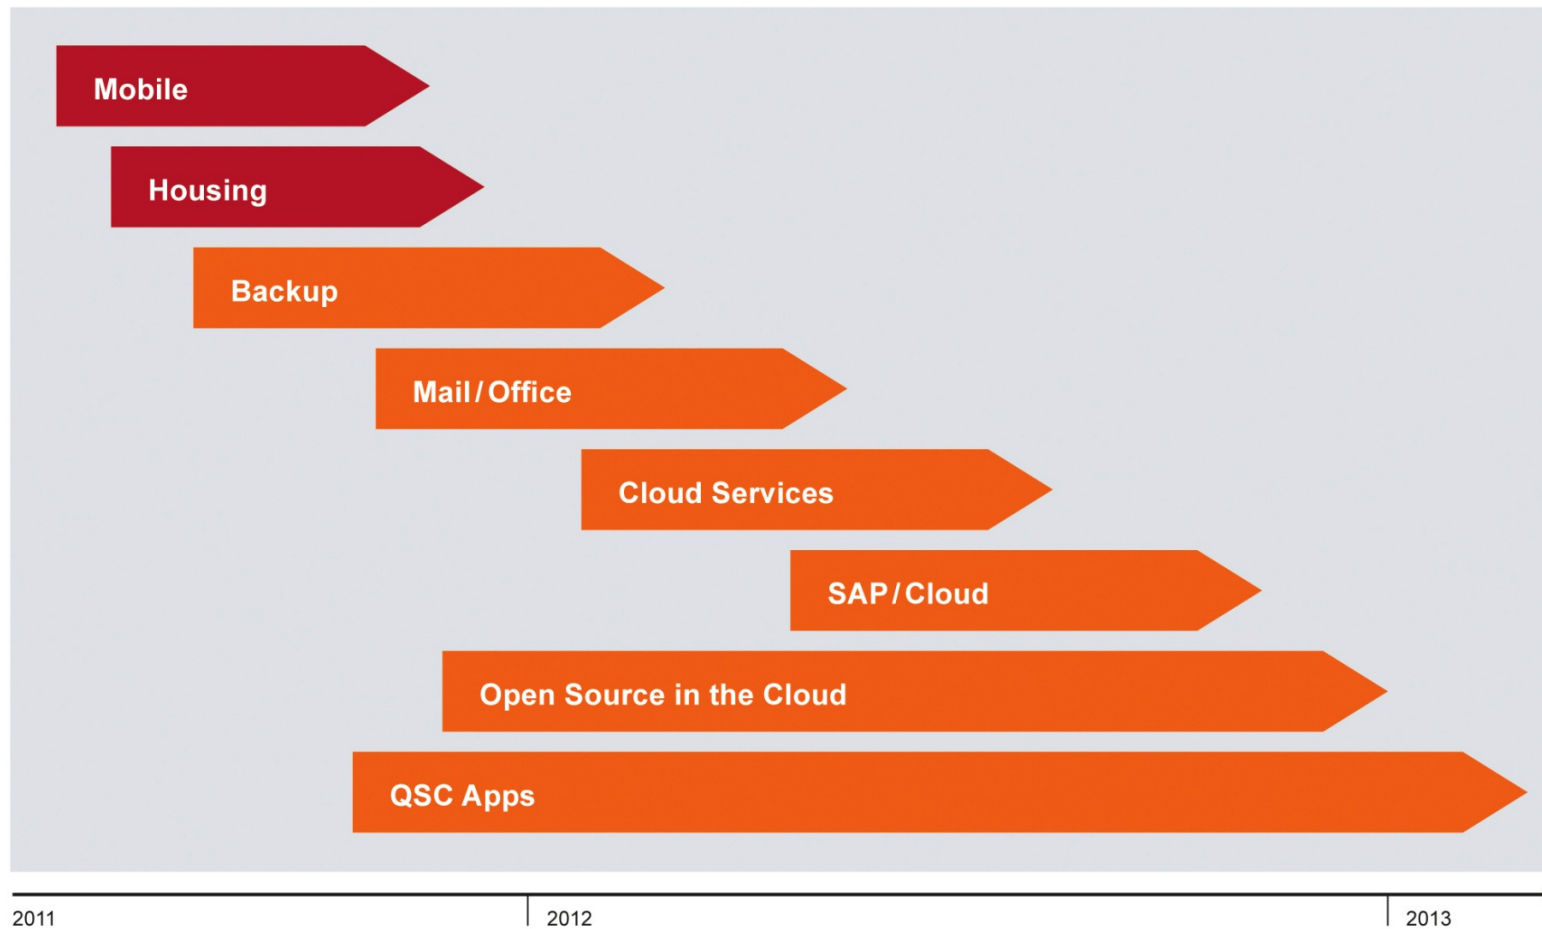 Mobile
Housing
Backup
Mail/Office
Cloud Services
SAP/Cloud
Open Source in the Cloud
QSC Apps
2011 2012 2013